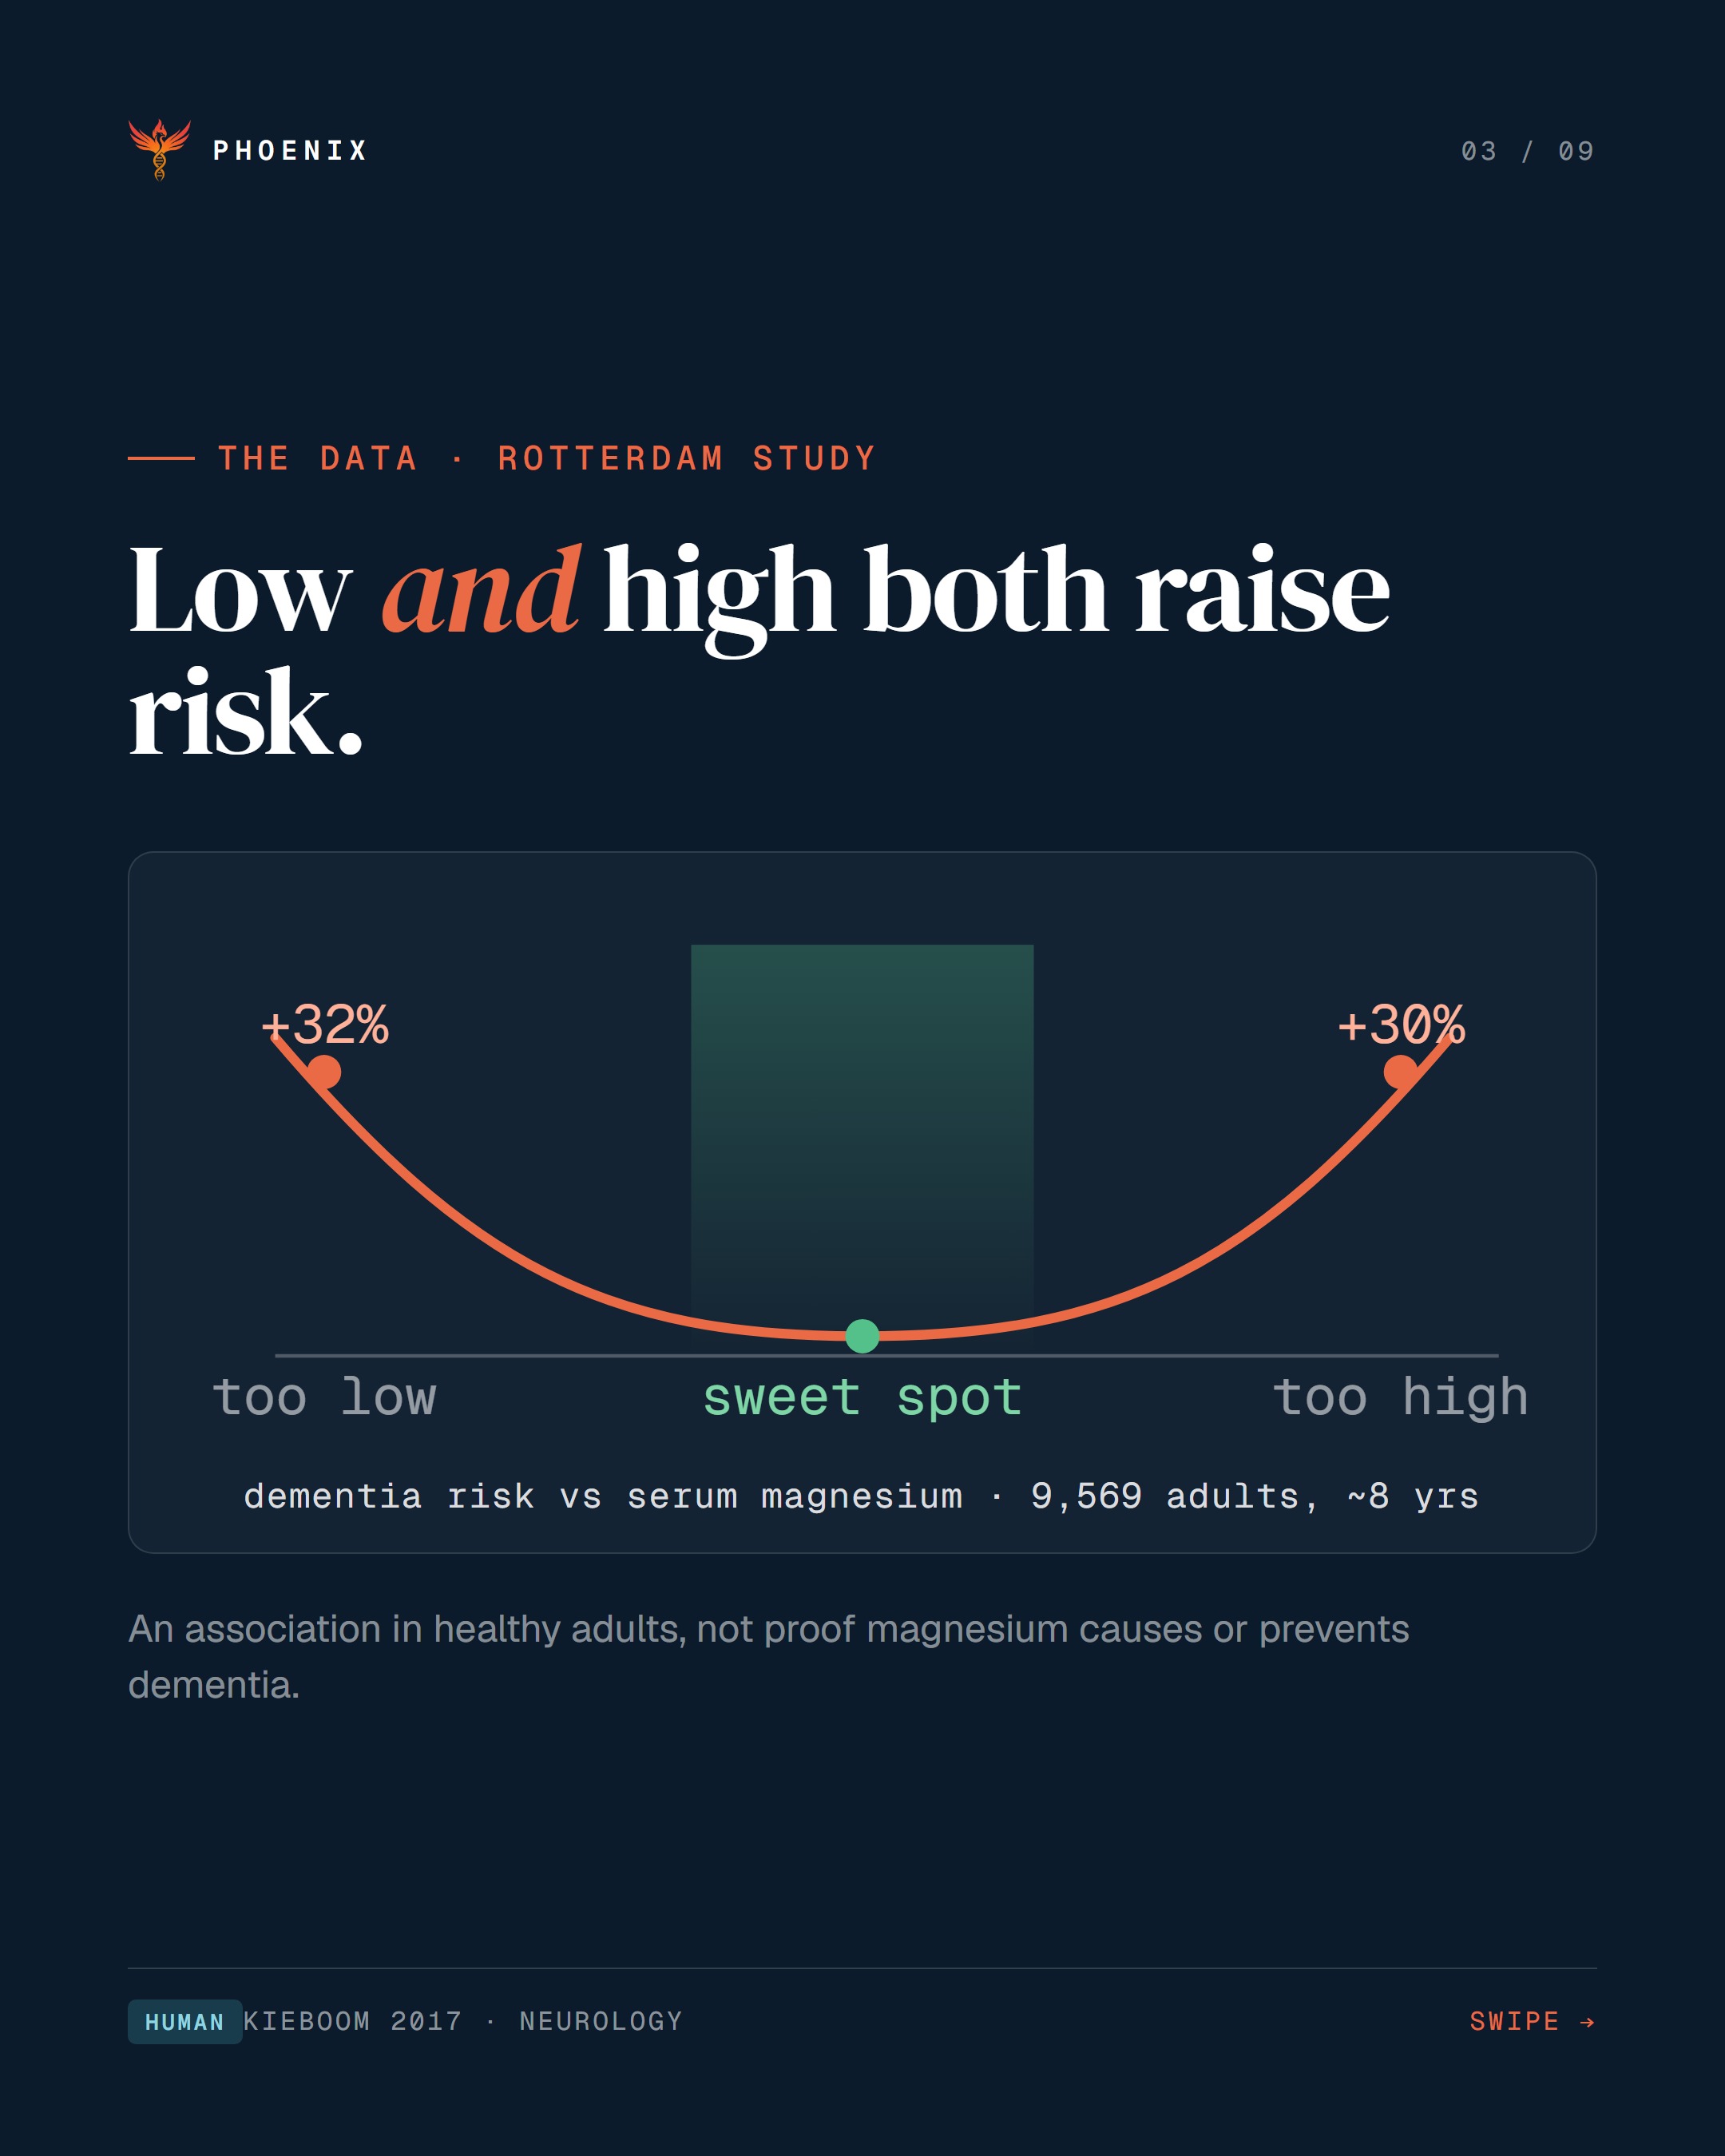 PHOENIX
03 / 09
THE DATA · ROTTERDAM STUDY
Low and high both raise
risk.
+32%
+30%
too low
sweet spot
too high
dementia risk vs serum magnesium · 9,569 adults, ~8 yrs
An association in healthy adults, not proof magnesium causes or prevents
dementia.
HUMAN
KIEBOOM 2017 · NEUROLOGY
SWIPE →